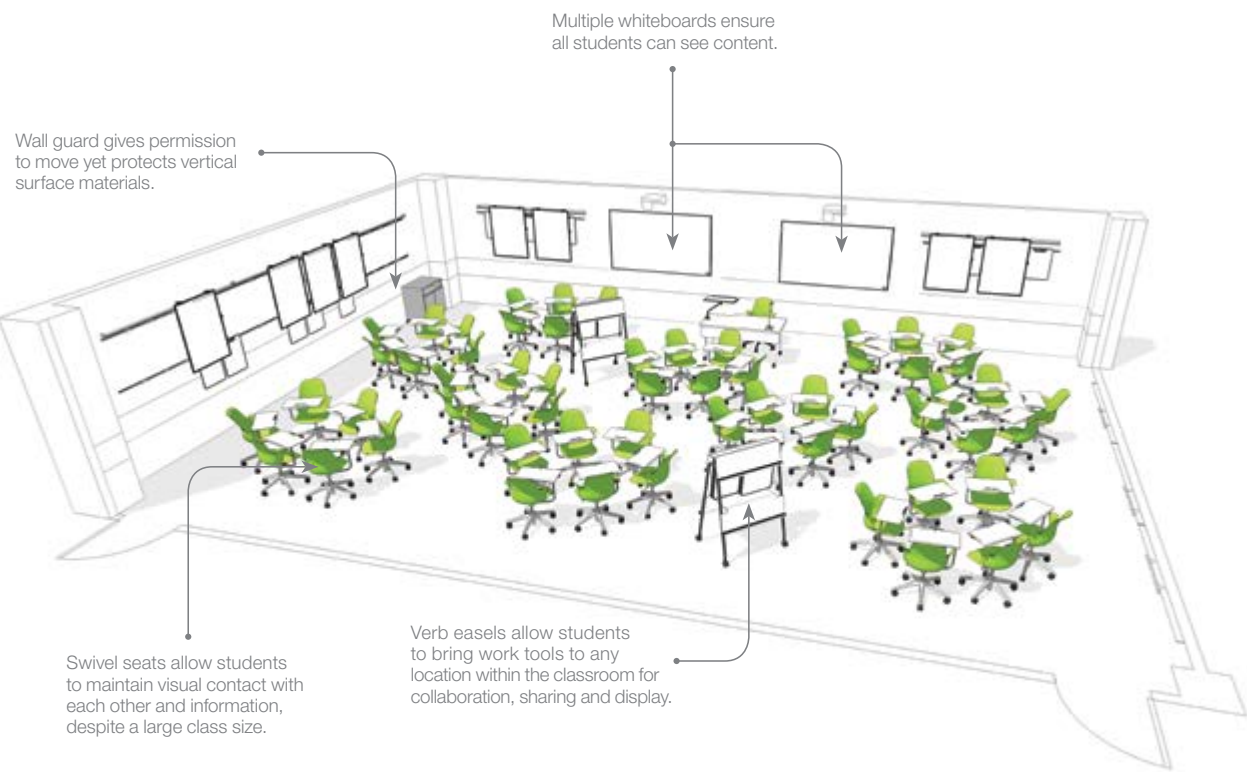 Multiple whiteboards ensure
all students can see content.
Wall guard gives permission
to move yet protects vertical
surface materials.
Swivel seats allow students
to maintain visual contact with
each other and information,
despite a large class size.
Verb easels allow students
to bring work tools to any
location within the classroom for
collaboration, sharing and display.